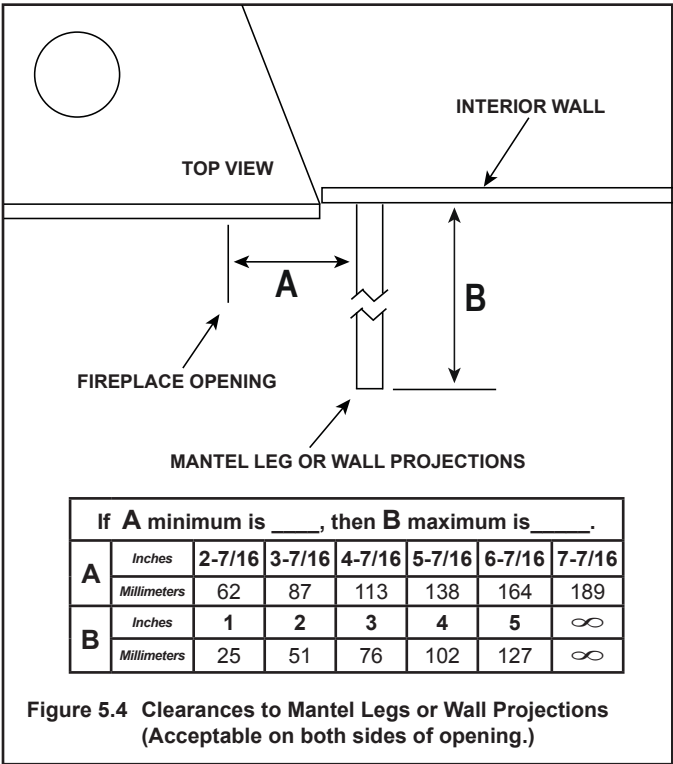 INTERIOR WALL
TOP VIEW
A
B
FIREPLACE OPENING
MANTEL LEG OR WALL PROJECTIONS
If A minimum is ____, then B maximum is_____.
A Inches 2-7/16 3-7/16 4-7/16 5-7/16 6-7/16 7-7/16
Millimeters 62 87 113 138 164 189
B Inches 1 2 3 4 5 ∞
Millimeters 25 51 76 102 127 ∞
Figure 5.4 Clearances to Mantel Legs or Wall Projections
(Acceptable on both sides of opening.)